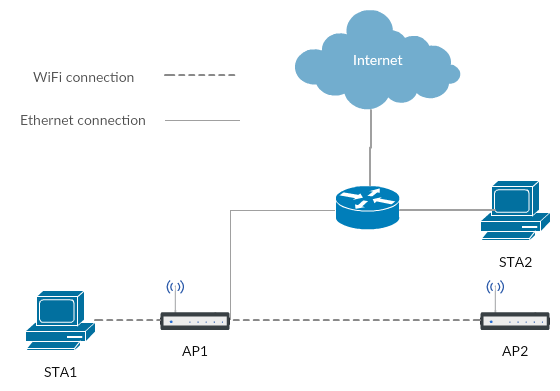 Internet
WiFi connection
Ethernet connection
STA2
AP1
AP2
STA1